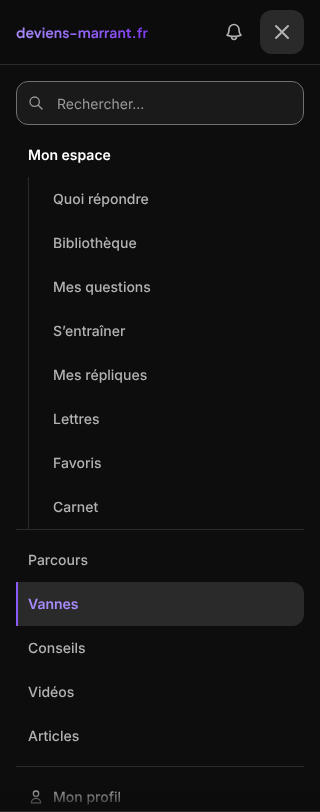 deviens-marrant.fr
Rechercher...
Mon espace
Quoi répondre
Bibliothèque
Mes questions
S’entraîner
Mes répliques
Lettres
Favoris
Carnet
Parcours
Vannes
Conseils
Vidéos
Articles
Mon profil